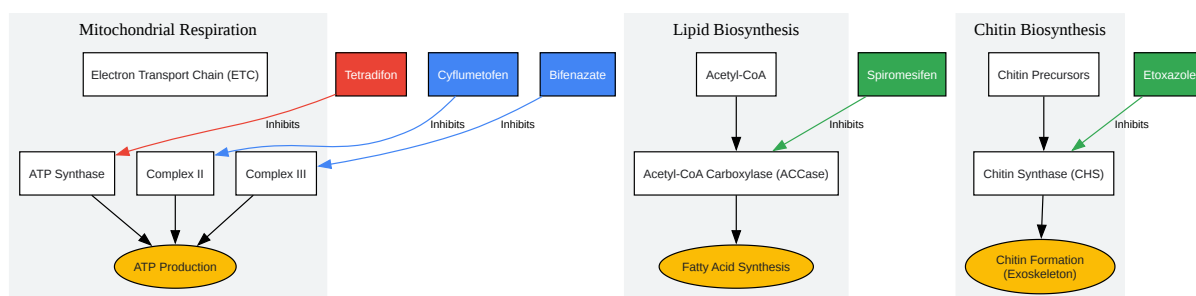 Mitochondrial Respiration
Lipid Biosynthesis
Chitin Biosynthesis
Electron Transport Chain (ETC)
Tetradifon
Cyflumetofen
Bifenazate
Acetyl-CoA
Spiromesifen
Chitin Precursors
Etoxazole
Inhibits
Inhibits
Inhibits
Inhibits
Inhibits
ATP Synthase
Complex II
Complex III
Acetyl-CoA Carboxylase (ACCase)
Chitin Synthase (CHS)
ATP Production
Fatty Acid Synthesis
Chitin Formation
(Exoskeleton)